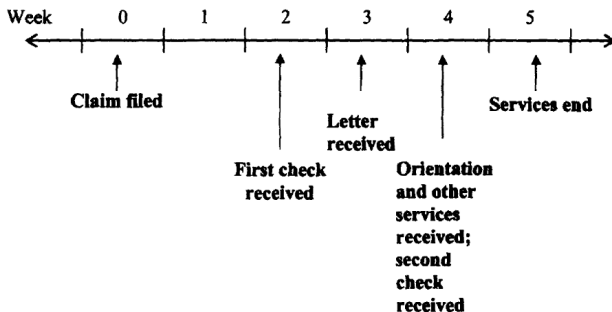 Week 0 1 2 3 4 5
Claim filed
First check
received
Letter
received
Orientation
and other
services
received;
second
check
received
Services end